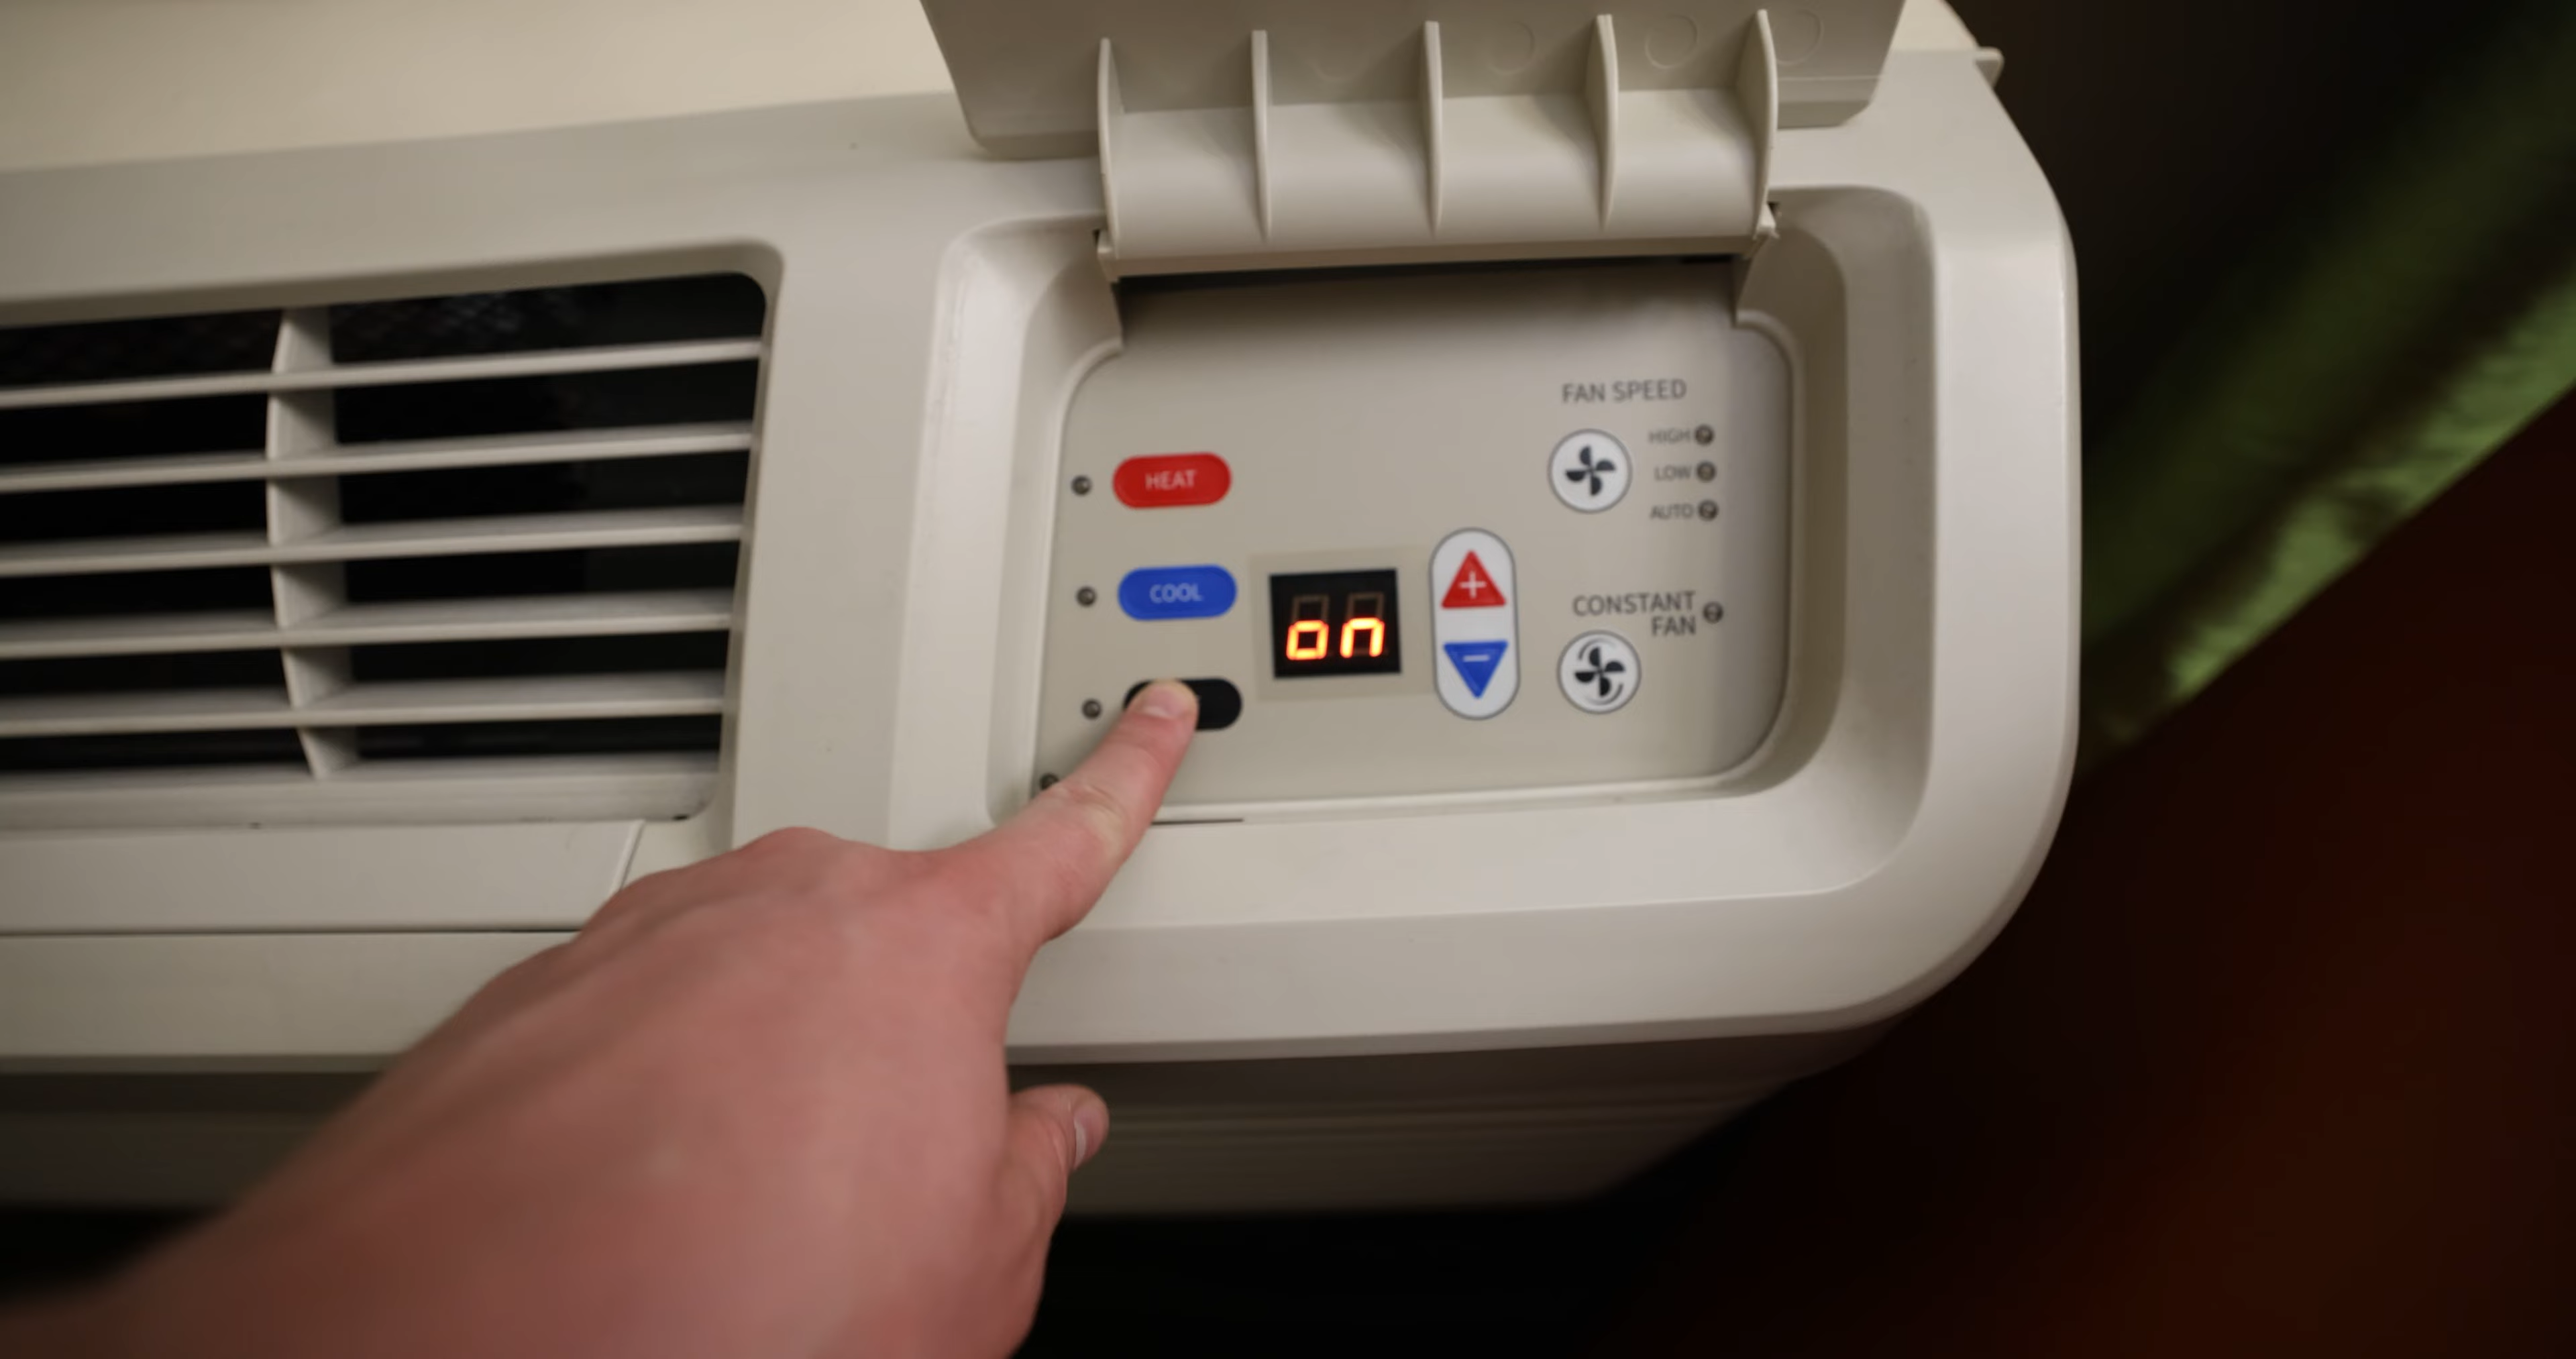 FAN SPEED
HIGH
LOW
AUTO
HEAT
COOL
on
+
−
CONSTANT
FAN